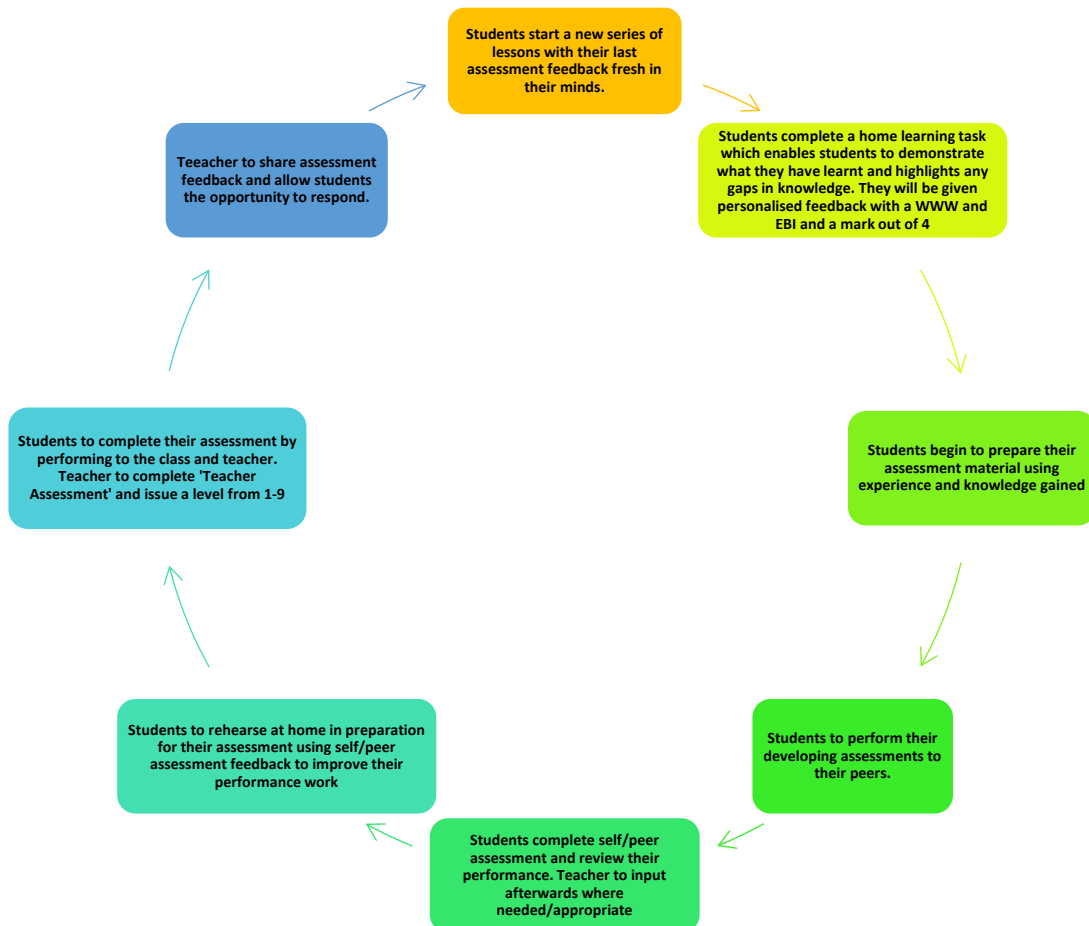 Students start a new series of
lessons with their last
assessment feedback fresh in
their minds.
Students complete a home learning task
which enables students to demonstrate
what they have learnt and highlights any
gaps in knowledge. They will be given
personalised feedback with a WWW and
EBI and a mark out of 4
Students begin to prepare their
assessment material using
experience and knowledge gained
Students to perform their
developing assessments to
their peers.
Students complete self/peer
assessment and review their
performance. Teacher to input
afterwards where
needed/appropriate
Students to rehearse at home in preparation
for their assessment using self/peer
assessment feedback to improve their
performance work
Students to complete their assessment by
performing to the class and teacher.
Teacher to complete 'Teacher
Assessment' and issue a level from 1-9
Teeacher to share assessment
feedback and allow students
the opportunity to respond.